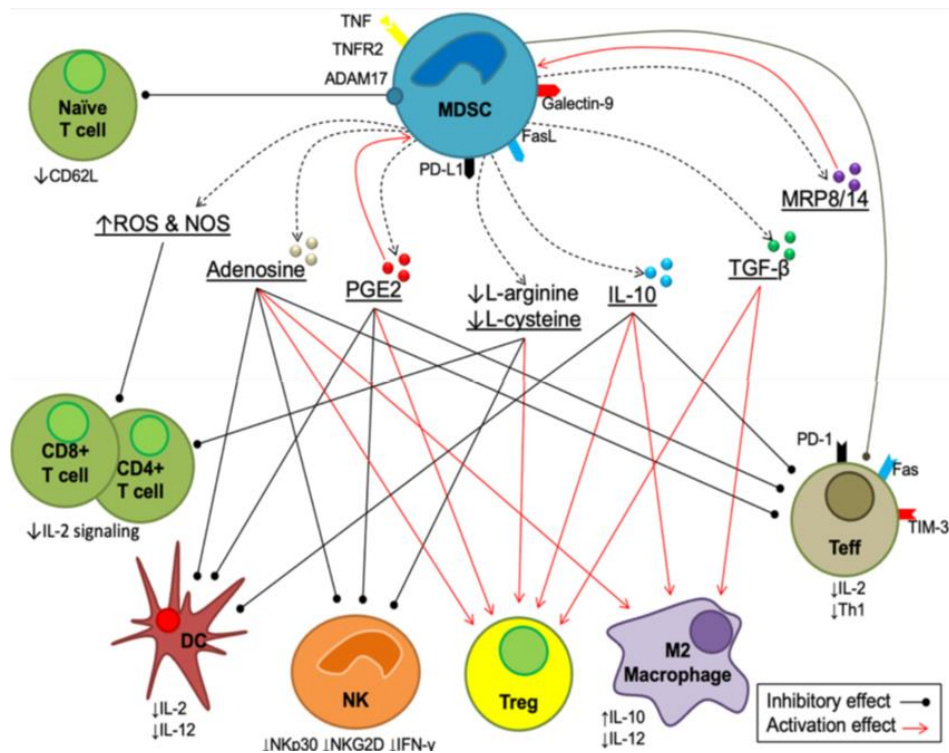 TNF
TNFR2
ADAM17
MDSC
Galectin-9
FasL
PD-L1
Naïve
T cell
↓CD62L
MRP8/14
↑ROS & NOS
Adenosine
PGE2
↓L-arginine
↓L-cysteine
IL-10
TGF-β
CD8+
T cell
CD4+
T cell
↓IL-2 signaling
PD-1
Fas
TIM-3
Teff
↓IL-2
↓Th1
DC
↓IL-2
↓IL-12
NK
↓NKp30 ↓NKG2D ↓IFN-γ
Treg
M2
Macrophage
↑IL-10
↓IL-12
Inhibitory effect
Activation effect